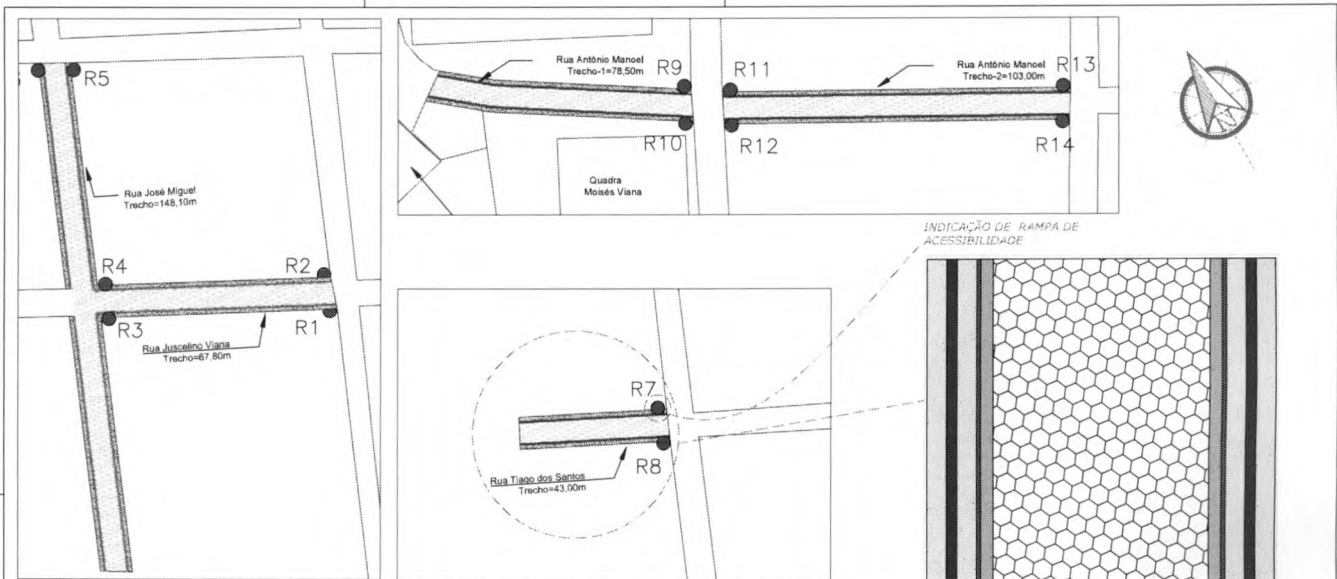 R5
Rua José Miguel
Trecho=148,10m
R4
R2
R3
R1
Rua Juscelino Viana
Trecho=67,80m
Rua Antônio Manoel
Trecho-1=78,50m
R9
R11
Rua Antônio Manoel
Trecho-2=103,00m
R13
R10
R12
R14
Quadra
Moisés Viana
INDICAÇÃO DE RAMPA DE
ACESSIBILIDADE
R7
R8
Rua Tiago dos Santos
Trecho=43,00m